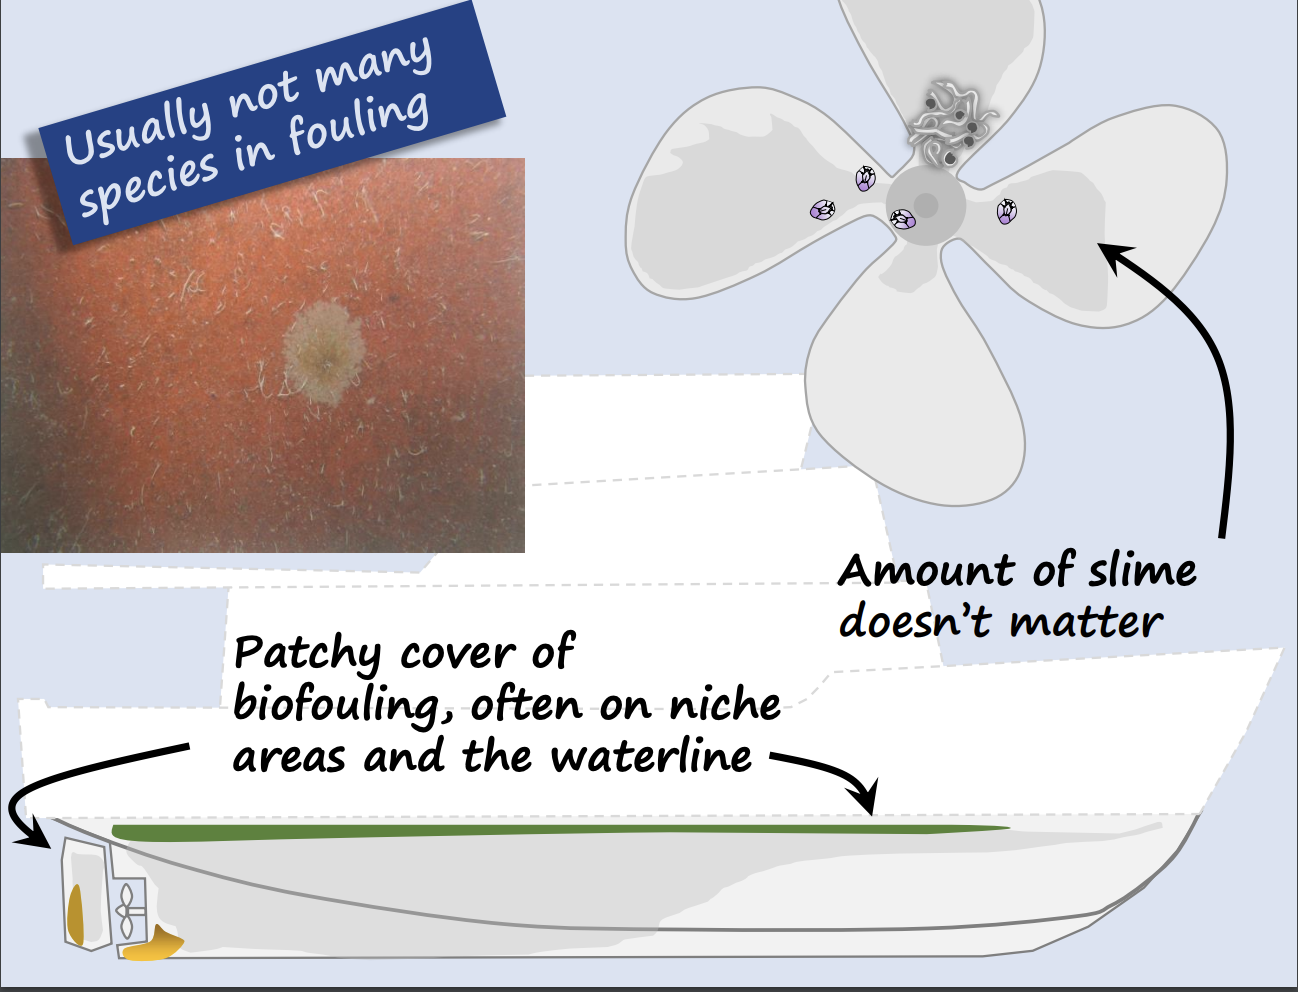 Usually not many
species in fouling
Amount of slime
doesn't matter
Patchy cover of
biofouling, often on niche
areas and the waterline